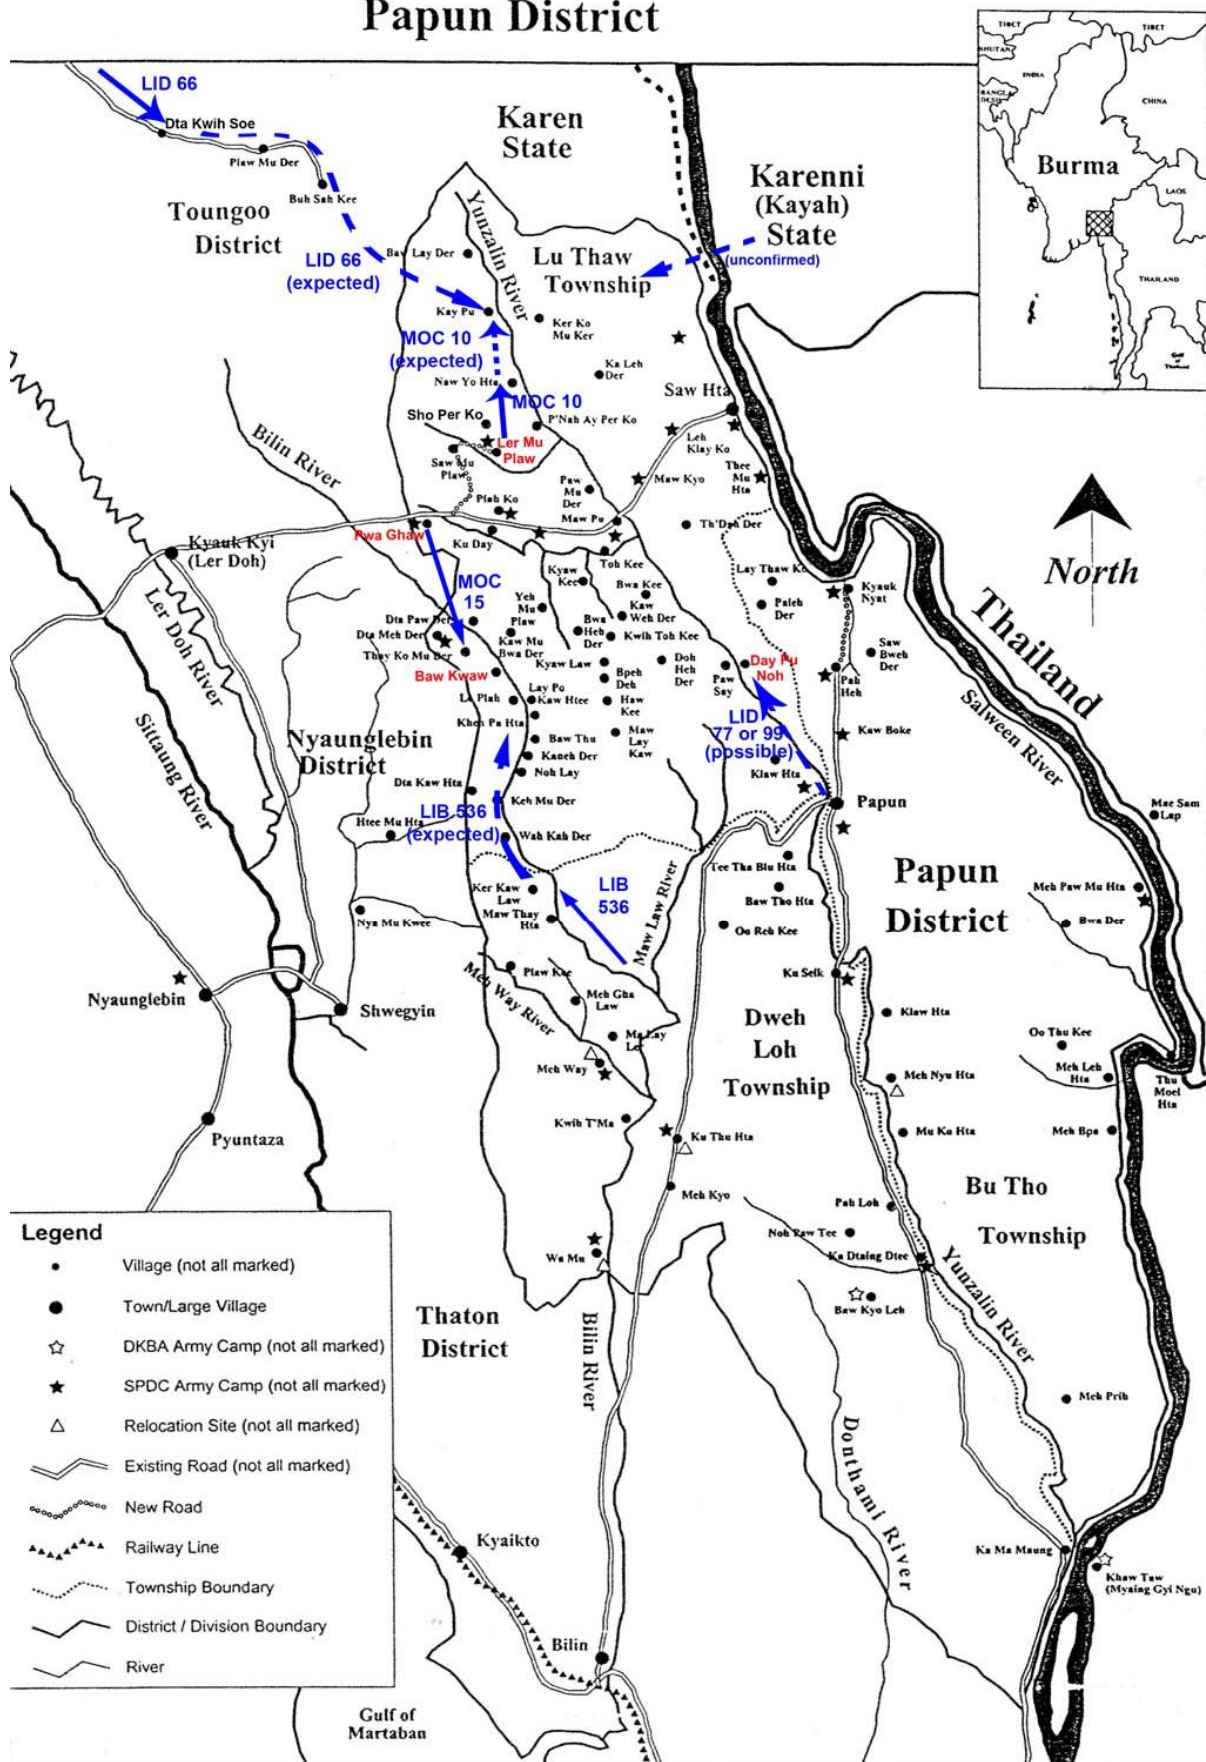 Papun District
TIBET
TIBET
BHUTAN
INDIA
BANGLA
DESH
CHINA
Burma
LAOS
THAILAND
Gulf
of
Thailand
LID 66
Dta Kwih Soe
Plaw Mu Der
Buh Sah Kee
Toungoo
District
Karen
State
Karenni
(Kayah)
State
(unconfirmed)
Yunzalin River
Baw Lay Der
Lu Thaw
Township
LID 66
(expected)
Kay Pu
Ker Ko
Mu Ker
MOC 10
(expected)
Ka Leh
Der
Naw Yo Hta
Saw Hta
MOC 10
Sho Per Ko
P'Nah Ay Per Ko
Ler Mu
Plaw
Leh
Klay Ko
Bilin River
Saw Mu
Plaw
Thee
Mu
Hta
Paw
Mu
Der
Maw Kyo
Plah Ko
Maw Pu
Th'Dah Der
Pwa Ghaw
Ku Day
Kyauk Kyi
(Ler Doh)
North
Toh Kee
Kyaw
Kee
Lay Thaw Ko
Kyauk
Nyat
MOC
15
Bwa Kee
Ler Doh River
Yeh
Mu
Plaw
Kaw
Weh Der
Paleh
Der
Thailand
Dta Paw Der
Bwa
Heh
Der
Dta Meh Der
Kaw Mu
Bwa Der
Kwih Toh Kee
Saw
Bweh
Der
Thay Ko Mu Der
Kyaw Law
Doh
Heh
Der
Day Pu
Noh
Baw Kwaw
Bpeh
Deh
Paw
Say
Pah
Heh
Lay Po
Kaw Htee
Le Plah
Haw
Kee
Salween River
Kheh Pa Hta
LID
77 or 99
(possible)
Sittaung River
Nyaunglebin
District
Baw Thu
Maw
Lay
Kaw
Kaw Boke
Kaneh Der
Noh Lay
Klaw Hta
Dta Kaw Hta
Keh Mu Der
Papun
LIB 536
(expected)
Mae Sam
Lap
Htee Mu Hta
Wah Kah Der
Tee Tha Blu Hta
Papun
District
Ker Kaw
Law
LIB
536
Baw Tho Hta
Meh Paw Mu Hta
Maw Thay
Hta
Maw Law River
Nya Mu Kwee
Oo Reh Kee
Bwa Der
Meh Way River
Plaw Kae
Ku Seik
Nyaunglebin
Shwegyin
Meh Gha
Law
Dweh
Loh
Township
Klaw Hta
Ma Lay
Ler
Oo Thu Kee
Meh Way
Meh Nyu Hta
Meh Leh
Hta
Thu
Moel
Hta
Pyuntaza
Kwih T'Ma
Ku Thu Hta
Mu Ka Hta
Meh Bpa
Meh Kyo
Bu Tho
Township
Pah Loh
Noh Paw Tee
Ka Dtaing Dtee
Wa Mu
Baw Kyo Leh
Yunzalin River
Thaton
District
Bilin River
Meh Prih
Donthami River
Kyaikto
Ka Ma Maung
Khaw Taw
(Myaing Gyi Ngu)
Bilin
Gulf of
Martaban
Legend
Village (not all marked)
Town/Large Village
DKBA Army Camp (not all marked)
SPDC Army Camp (not all marked)
Relocation Site (not all marked)
Existing Road (not all marked)
New Road
Railway Line
Township Boundary
District / Division Boundary
River